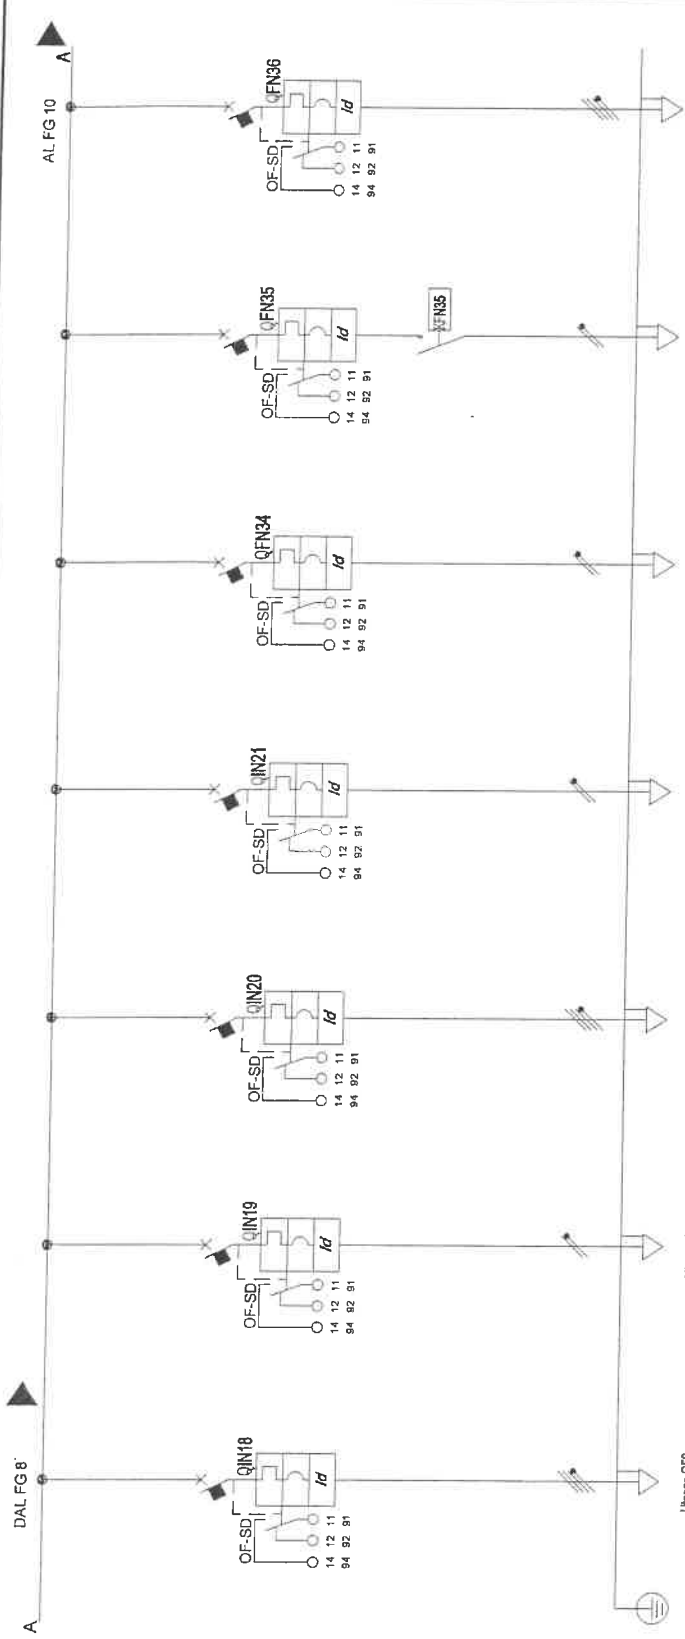 DAL FG 8
AL FG 10
A
A
QIN18
OF-SD
Id
14 12 11
94 92 91
QIN19
OF-SD
Id
14 12 11
94 92 91
QIN20
OF-SD
Id
14 12 11
94 92 91
QIN21
OF-SD
Id
14 12 11
94 92 91
QFN34
OF-SD
Id
14 12 11
94 92 91
QFN35
OF-SD
Id
14 12 11
94 92 91
QFN36
OF-SD
Id
14 12 11
94 92 91